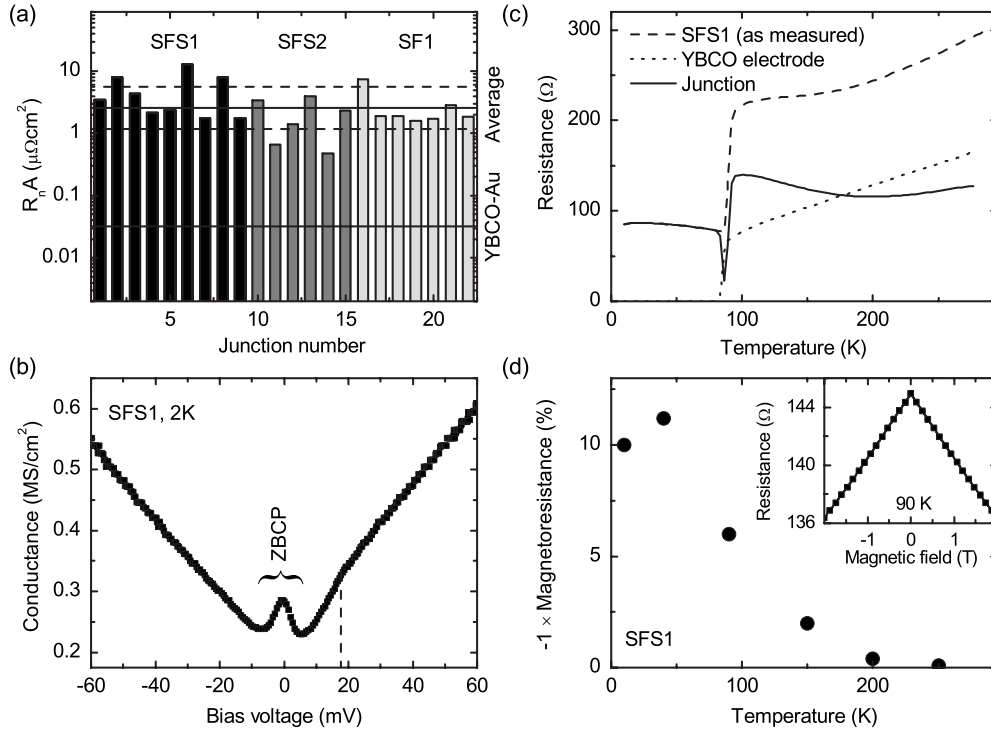 (a)
SFS1 SFS2 SF1
10
1
0.1
0.01
RnA (μΩcm²)
Average
YBCO-Au
5 10 15 20
Junction number
(c)
SFS1 (as measured)
YBCO electrode
Junction
300
200
100
0
Resistance (Ω)
0 100 200
Temperature (K)
(b)
SFS1, 2K
ZBCP
0.6
0.5
0.4
0.3
0.2
Conductance (MS/cm²)
-60 -40 -20 0 20 40 60
Bias voltage (mV)
(d)
10
5
0
-1 × Magnetoresistance (%)
144
140
136
Resistance (Ω)
90 K
-1 0 1
Magnetic field (T)
SFS1
0 100 200
Temperature (K)